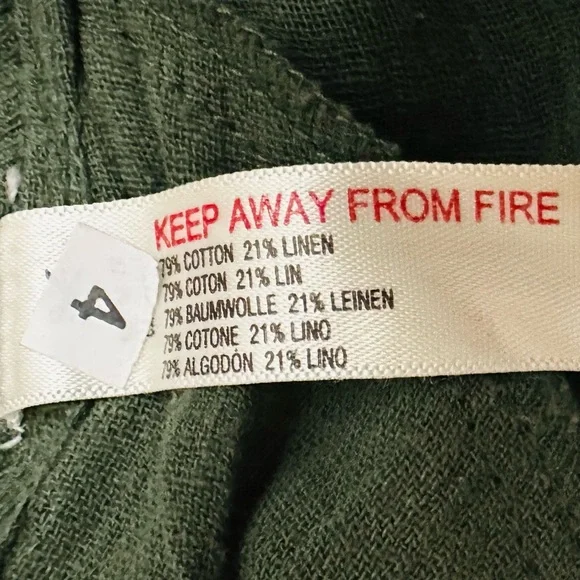 KEEP AWAY FROM FIRE
79% COTTON 21% LINEN
79% COTON 21% LIN
79% BAUMWOLLE 21% LEINEN
79% COTONE 21% LINO
79% ALGODÓN 21% LINO
4